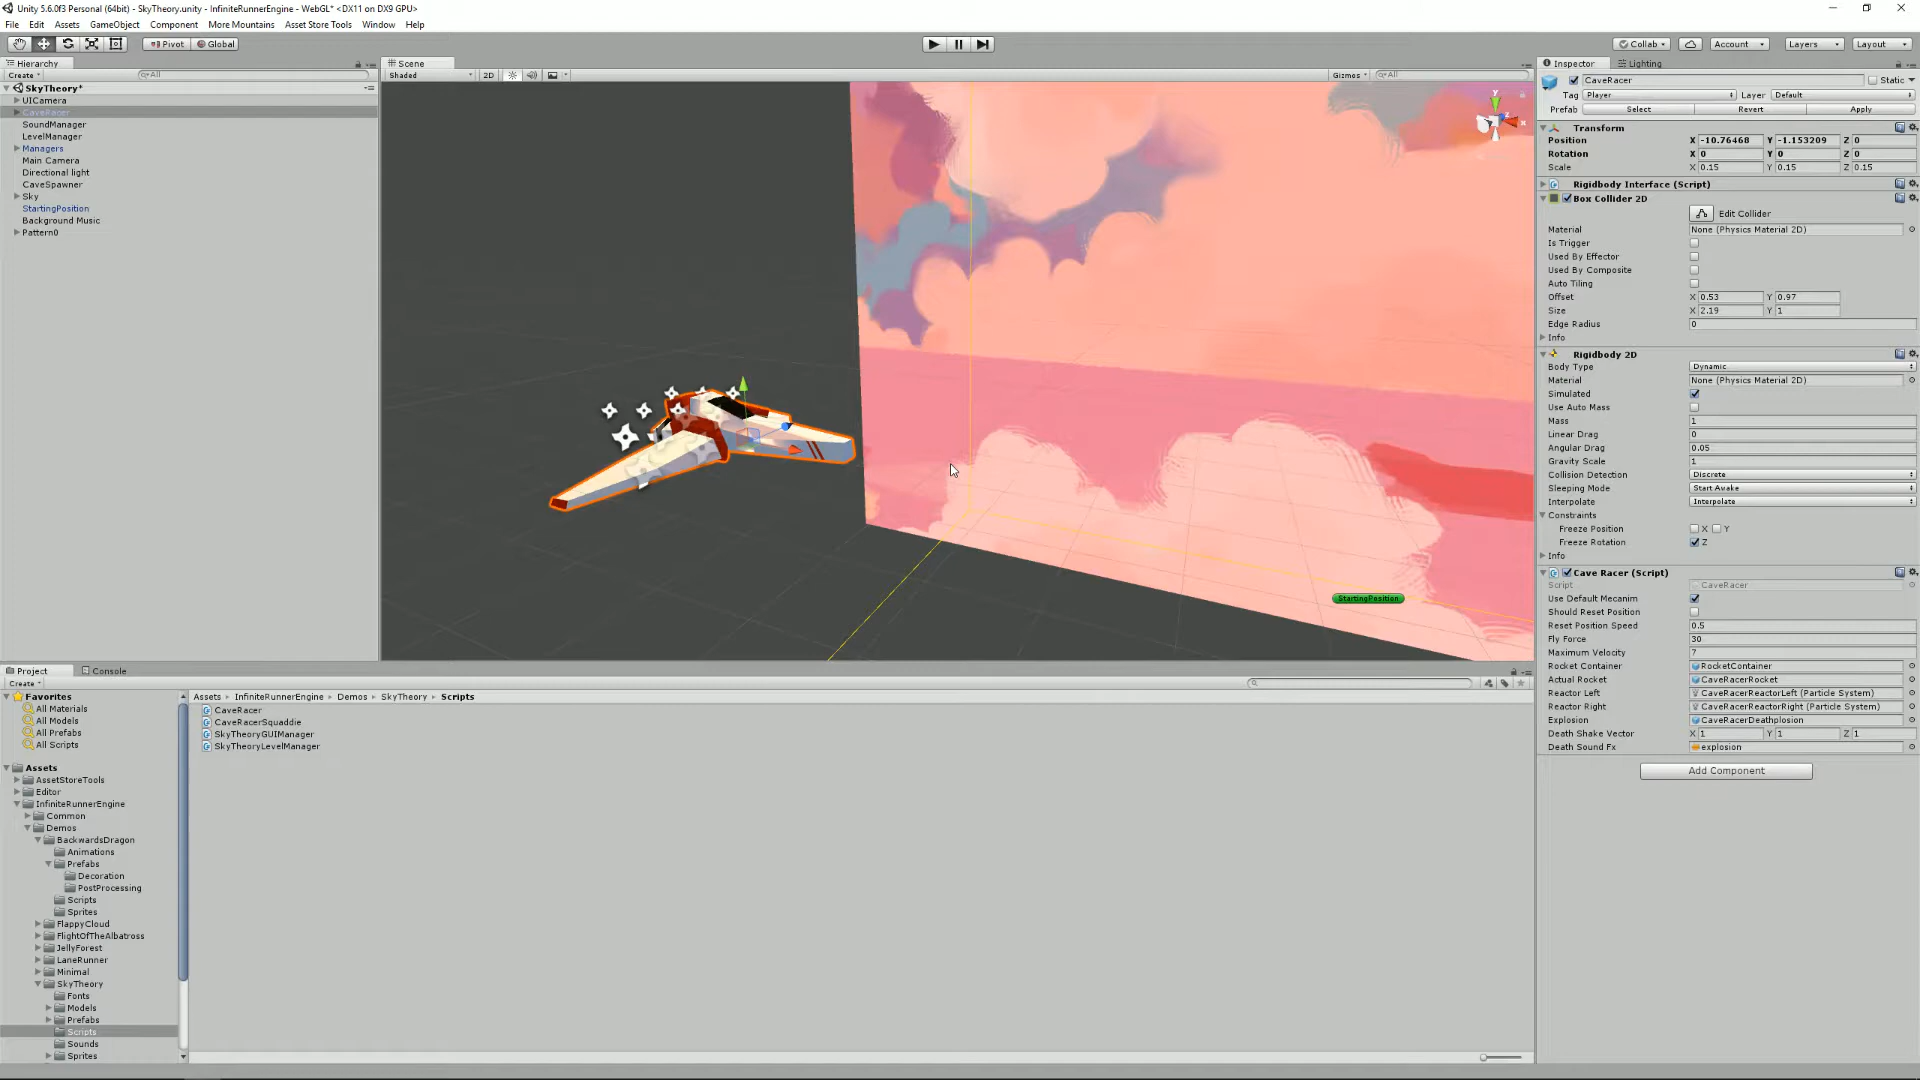 Unity 5.6.0f3 Personal (64bit) - SkyTheory.unity - InfiniteRunnerEngine - WebGL* <DX11 on DX9 GPU>
File Edit Assets GameObject Component More Mountains Asset Store Tools Window Help
Pivot Global
Collab Account Layers Layout
Hierarchy
Create All
SkyTheory*
UICamera
CaveRacer
SoundManager
LevelManager
Managers
Main Camera
Directional light
CaveSpawner
Sky
StartingPosition
Background Music
Pattern0
Scene
Shaded 2D Gizmos All
y
x
StartingPosition
Inspector Lighting
CaveRacer Static
Tag Player Layer Default
Prefab Select Revert Apply
Transform
Position X -10.76468 Y -1.153209 Z 0
Rotation X 0 Y 0 Z 0
Scale X 0.15 Y 0.15 Z 0.15
Rigidbody Interface (Script)
Box Collider 2D
Edit Collider
Material None (Physics Material 2D)
Is Trigger
Used By Effector
Used By Composite
Auto Tiling
Offset X 0.53 Y 0.97
Size X 2.19 Y 1
Edge Radius 0
Info
Rigidbody 2D
Body Type Dynamic
Material None (Physics Material 2D)
Simulated
Use Auto Mass
Mass 1
Linear Drag 0
Angular Drag 0.05
Gravity Scale 1
Collision Detection Discrete
Sleeping Mode Start Awake
Interpolate Interpolate
Constraints
Freeze Position X Y
Freeze Rotation Z
Info
Cave Racer (Script)
Script CaveRacer
Use Default Mecanim
Should Reset Position
Reset Position Speed 0.5
Fly Force 30
Maximum Velocity 7
Rocket Container RocketContainer
Actual Rocket CaveRacerRocket
Reactor Left CaveRacerReactorLeft (Particle System)
Reactor Right CaveRacerReactorRight (Particle System)
Explosion CaveRacerDeathplosion
Death Shake Vector X 1 Y 1 Z 1
Death Sound Fx explosion
Add Component
Project Console
Create
Favorites
All Materials
All Models
All Prefabs
All Scripts
Assets
AssetStoreTools
Editor
InfiniteRunnerEngine
Common
Demos
BackwardsDragon
Animations
Prefabs
Decoration
PostProcessing
Scripts
Sprites
FlappyCloud
FlightOfTheAlbatross
JellyForest
LaneRunner
Minimal
SkyTheory
Fonts
Models
Prefabs
Scripts
Sounds
Sprites
Assets InfiniteRunnerEngine Demos SkyTheory Scripts
CaveRacer
CaveRacerSquaddie
SkyTheoryGUIManager
SkyTheoryLevelManager